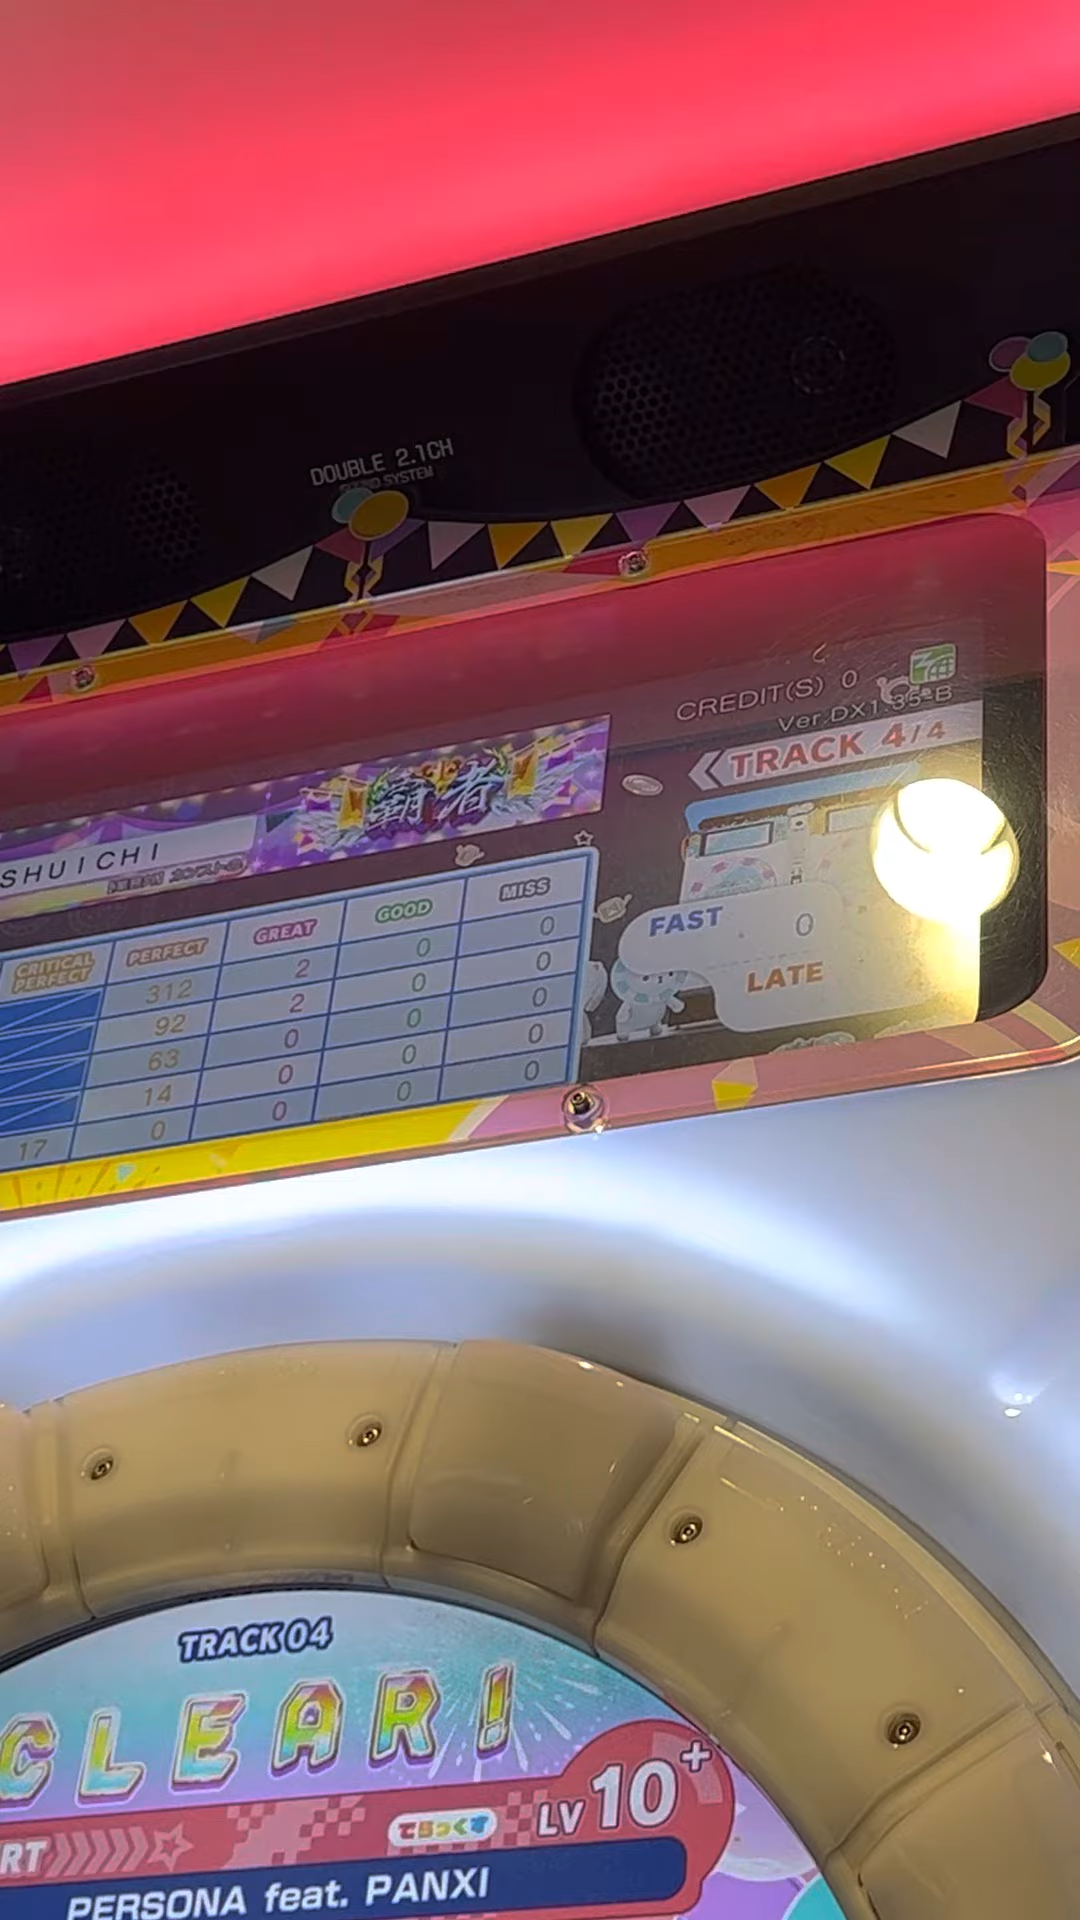 DOUBLE 2.1CH
SOUND SYSTEM
CREDIT(S) 0
Ver.DX1.35-B
TRACK 4/4
覇者
SHUICHI
CRITICAL PERFECT PERFECT GREAT GOOD MISS
312 2 0 0
92 2 0 0
63 0 0 0
14 0 0 0
17 0 0 0 0
FAST 0
LATE
TRACK 04
CLEAR!
RT
でらっくす
LV 10+
PERSONA feat. PANXI